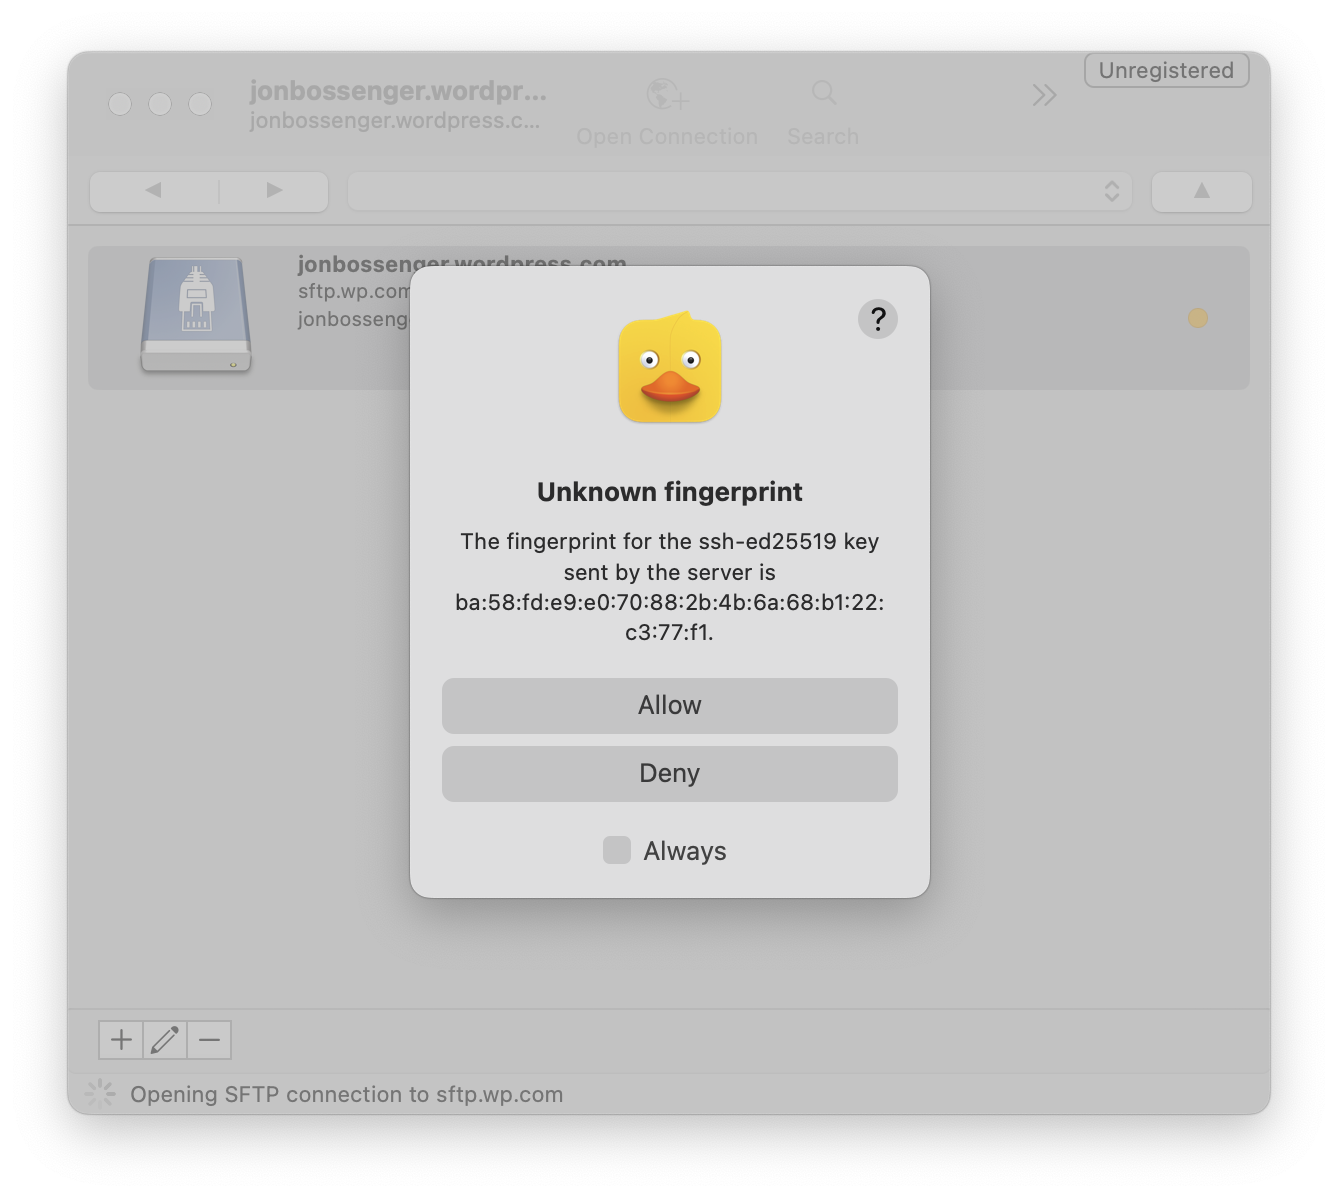 Unregistered
jonbossenger.wordpr...
jonbossenger.wordpress.c...
Open Connection
Search
jonbossenger.wordpress.com
sftp.wp.com
jonbosseng
?
Unknown fingerprint
The fingerprint for the ssh-ed25519 key
sent by the server is
ba:58:fd:e9:e0:70:88:2b:4b:6a:68:b1:22:
c3:77:f1.
Allow
Deny
Always
Opening SFTP connection to sftp.wp.com